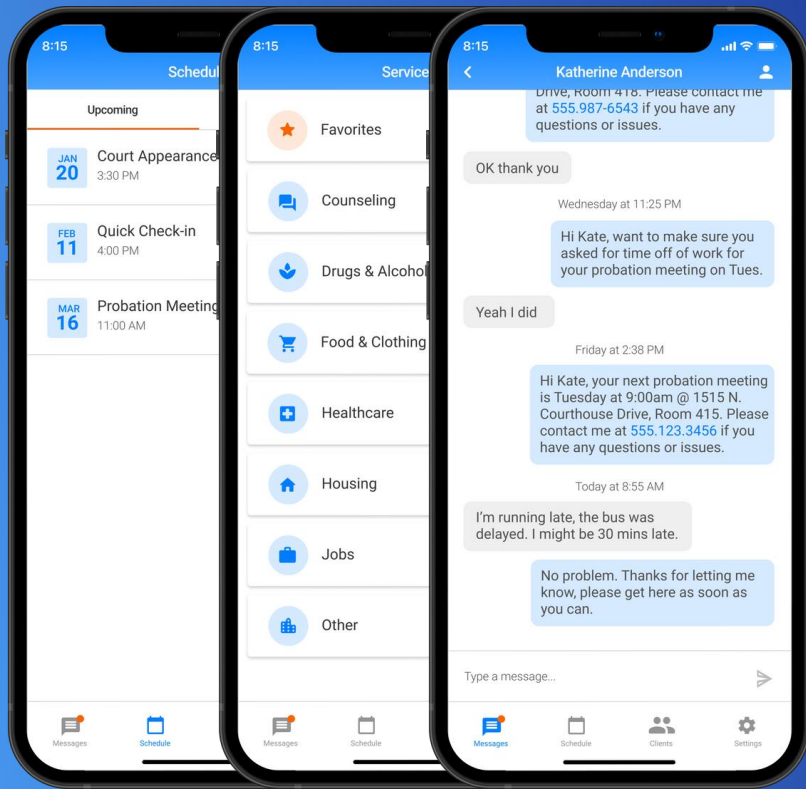 8:15
Schedul
Upcoming
JAN
20
Court Appearance
3:30 PM
FEB
11
Quick Check-in
4:00 PM
MAR
16
Probation Meeting
11:00 AM
Messages
Schedule
8:15
Service
Favorites
Counseling
Drugs & Alcohol
Food & Clothing
Healthcare
Housing
Jobs
Other
Messages
Schedule
8:15
Katherine Anderson
Drive, Room 418. Please contact me
at 555.987-6543 if you have any
questions or issues.
OK thank you
Wednesday at 11:25 PM
Hi Kate, want to make sure you
asked for time off of work for
your probation meeting on Tues.
Yeah I did
Friday at 2:38 PM
Hi Kate, your next probation meeting
is Tuesday at 9:00am @ 1515 N.
Courthouse Drive, Room 415. Please
contact me at 555.123.3456 if you
have any questions or issues.
Today at 8:55 AM
I'm running late, the bus was
delayed. I might be 30 mins late.
No problem. Thanks for letting me
know, please get here as soon as
you can.
Type a message...
Messages
Schedule
Clients
Settings